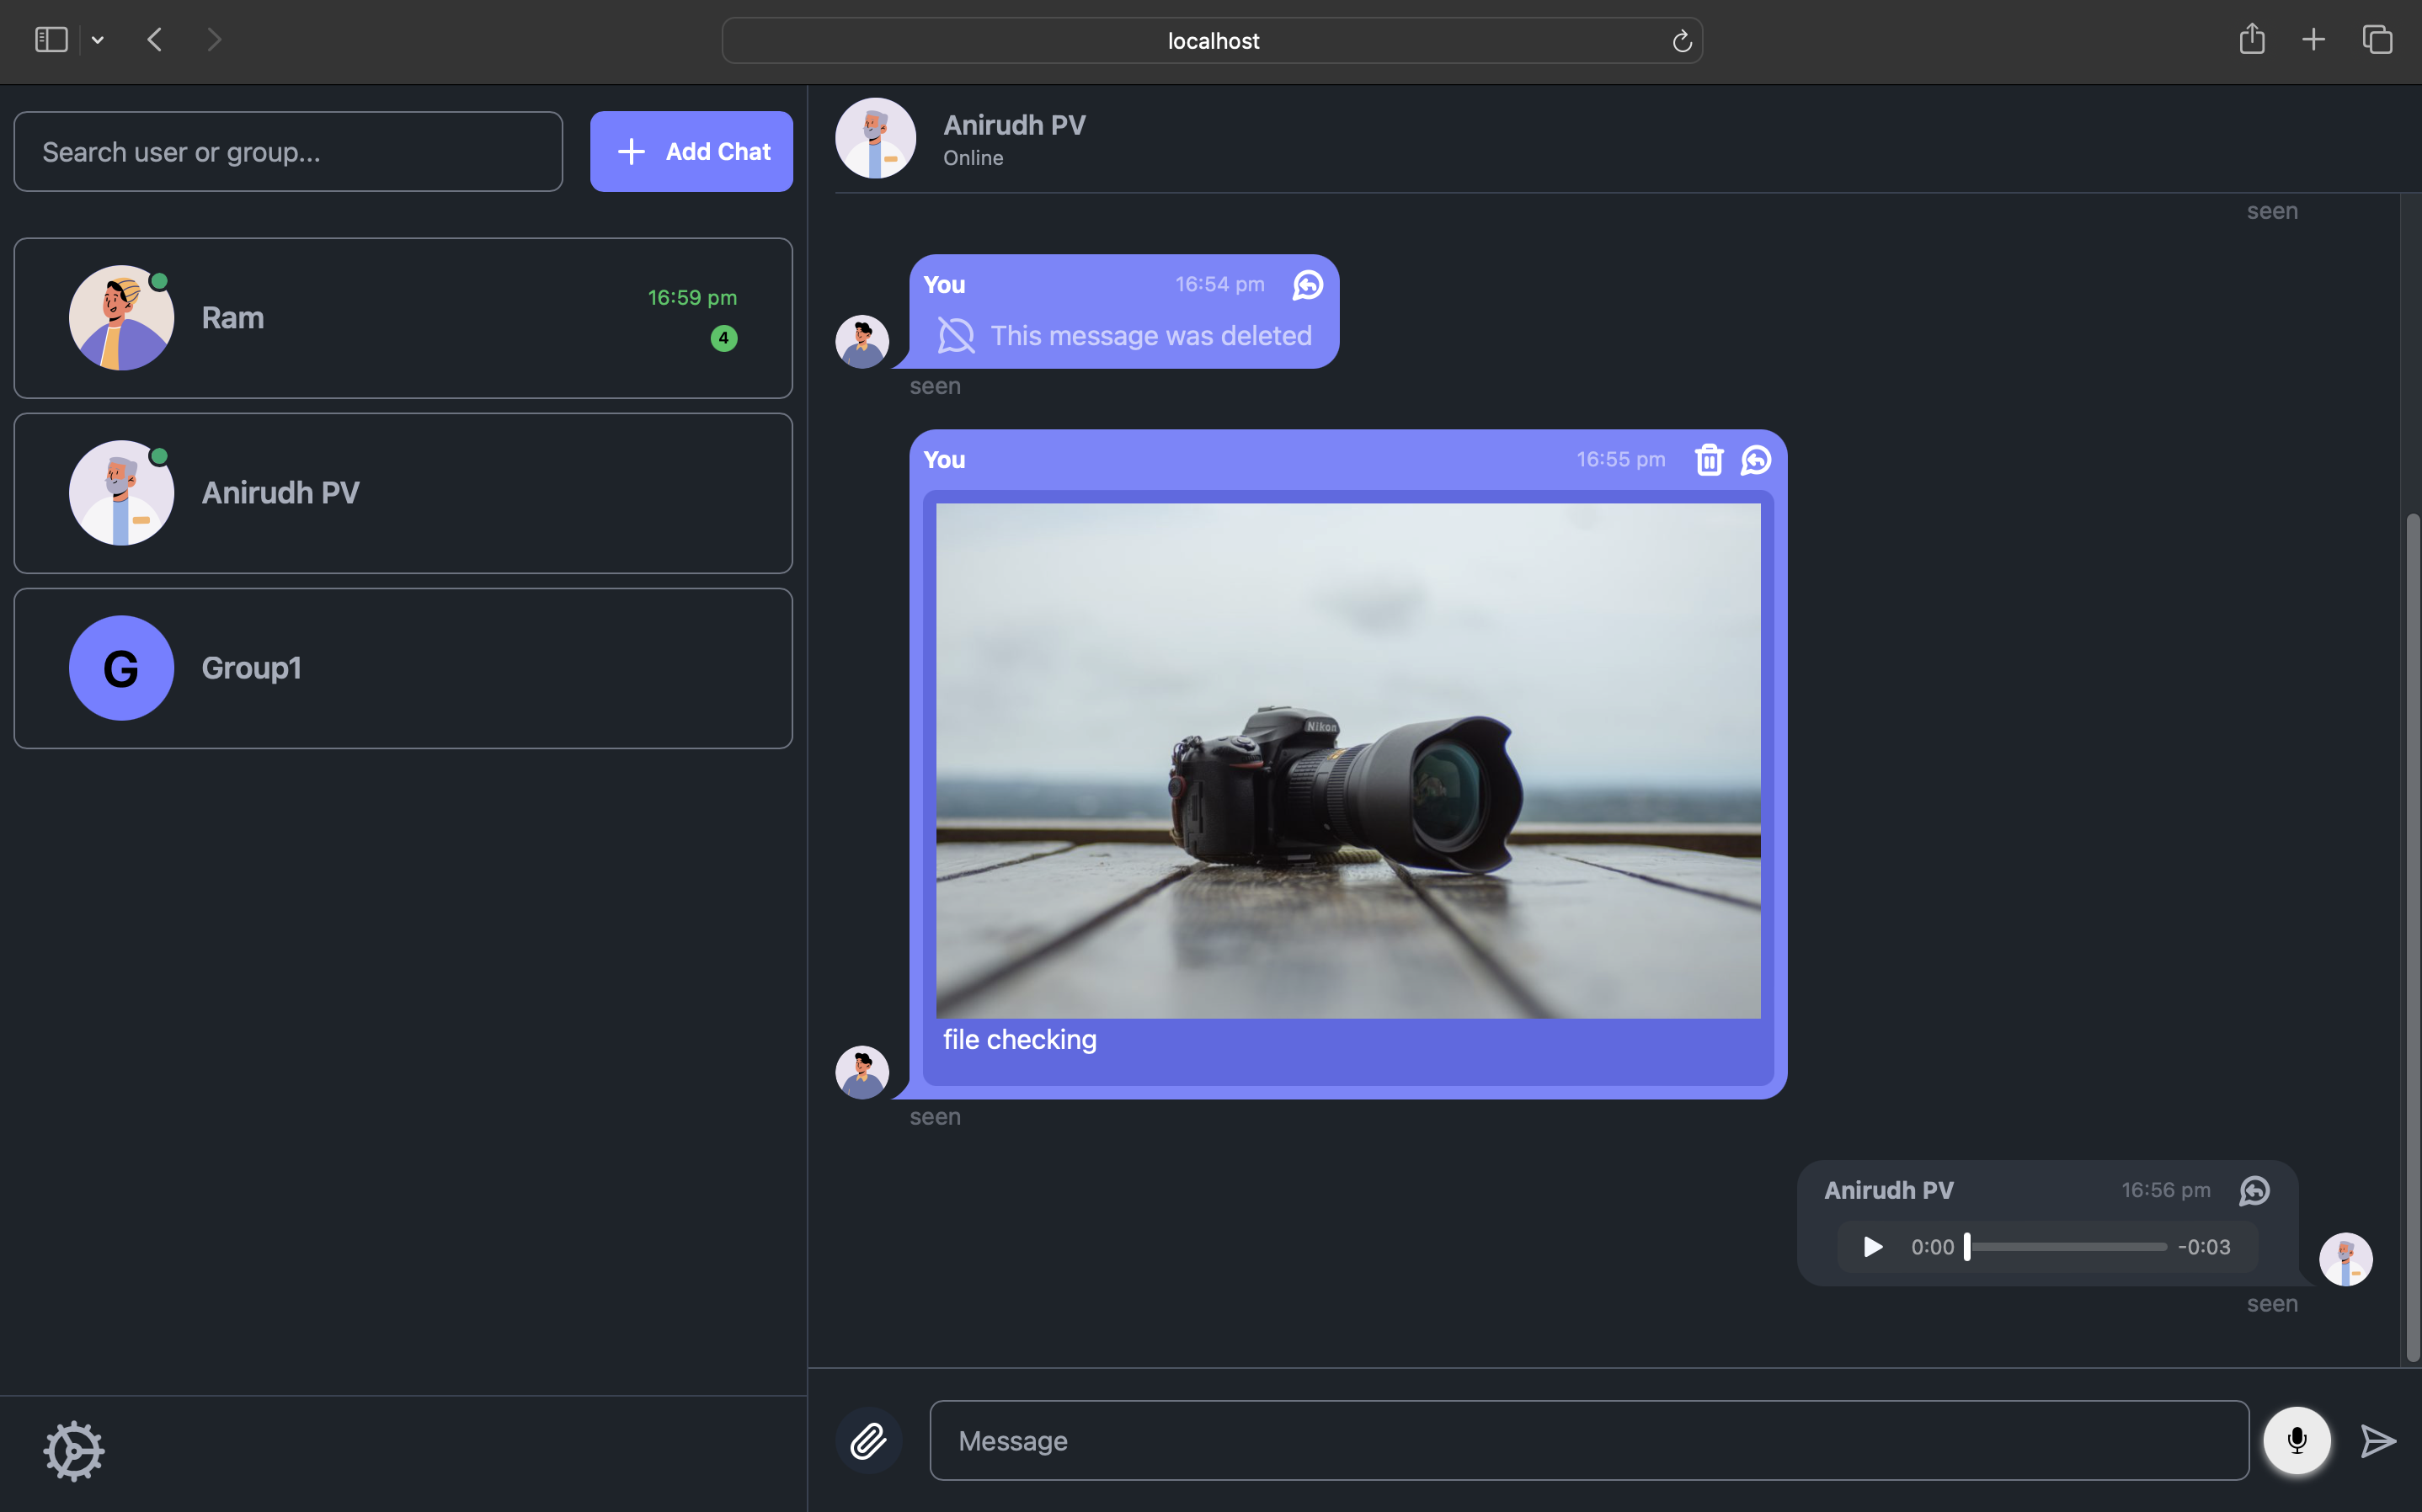 localhost
Search user or group...
Add Chat
Ram
16:59 pm
4
Anirudh PV
G
Group1
Anirudh PV
Online
seen
You 16:54 pm
This message was deleted
seen
You 16:55 pm
Nikon
file checking
seen
Anirudh PV 16:56 pm
0:00 -0:03
seen
Message